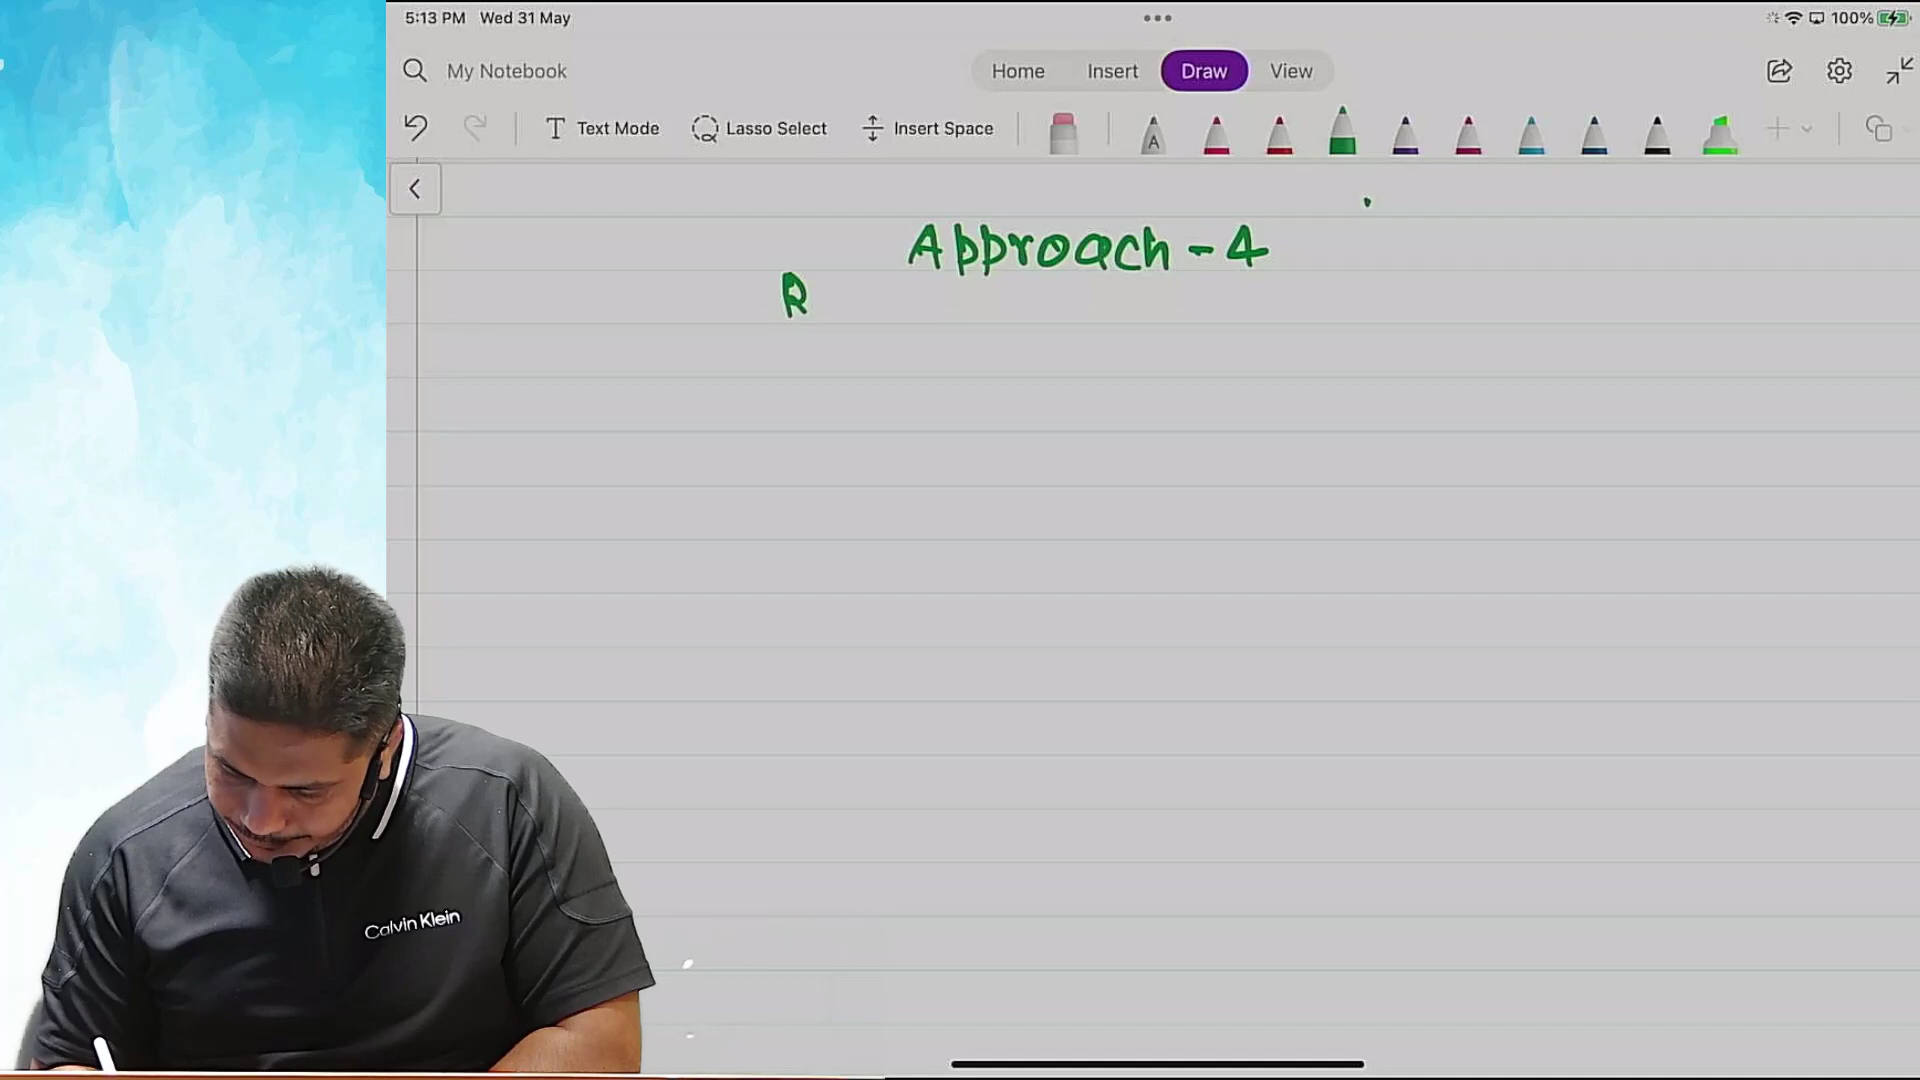 5:13 PM Wed 31 May
100%
My Notebook
Home Insert Draw View
Text Mode Lasso Select Insert Space
A
Approach - 4
R
Calvin Klein